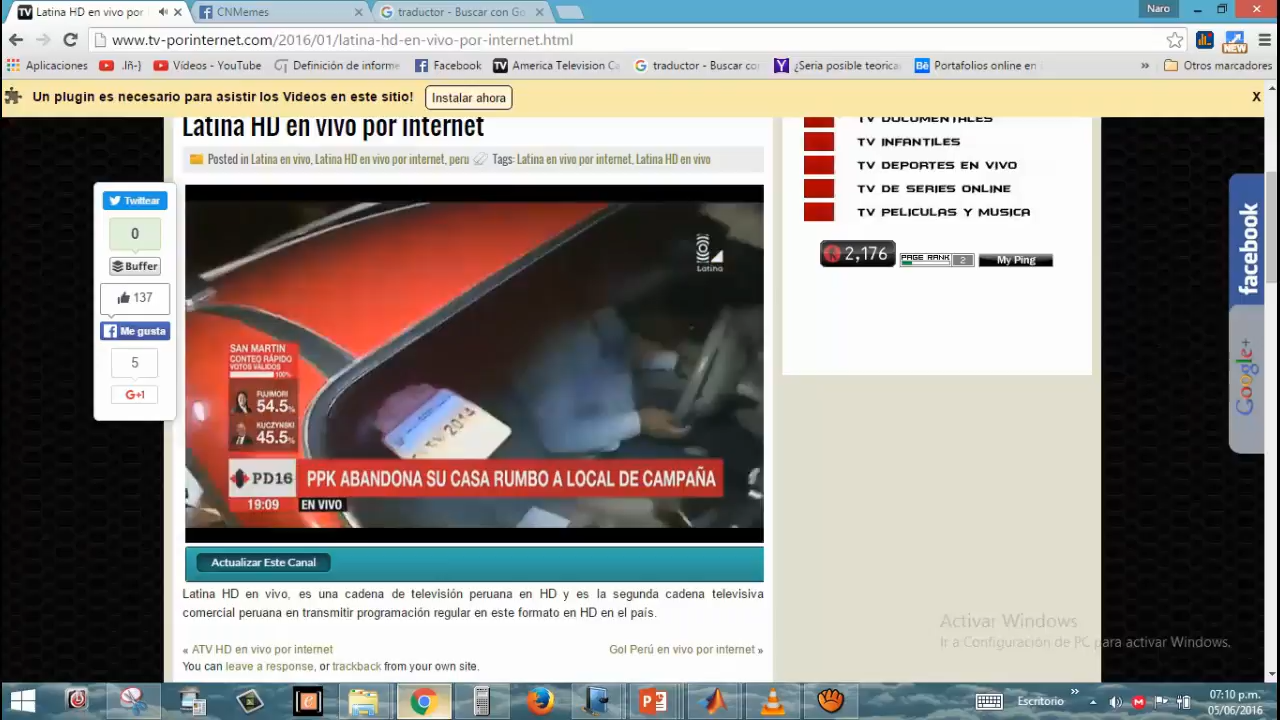 Latina HD en vivo por
CNMemes
traductor - Buscar con Go
Naro
www.tv-porinternet.com/2016/01/latina-hd-en-vivo-por-internet.html
NEW
Aplicaciones
.lñ-}
Vídeos - YouTube
Definición de informe
Facebook
America Television Ca
traductor - Buscar con
¿Seria posible teorica
Portafolios online en
»
Otros marcadores
Un plugin es necesario para asistir los Videos en este sitio!
Instalar ahora
X
Latina HD en vivo por internet
Posted in Latina en vivo, Latina HD en vivo por internet, peru Tags: Latina en vivo por internet, Latina HD en vivo
TV DOCUMENTALES
TV INFANTILES
TV DEPORTES EN VIVO
TV DE SERIES ONLINE
TV PELICULAS Y MUSICA
2,176
PAGE RANK 2
My Ping
Twittear
0
Buffer
137
Me gusta
5
G+1
facebook
Google+
Latina
SAN MARTIN
CONTEO RÁPIDO
VOTOS VÁLIDOS
100%
FUJIMORI
54.5%
KUCZYNSKI
45.5%
PD16
PPK ABANDONA SU CASA RUMBO A LOCAL DE CAMPAÑA
19:09
EN VIVO
Actualizar Este Canal
Latina HD en vivo, es una cadena de televisión peruana en HD y es la segunda cadena televisiva
comercial peruana en transmitir programación regular en este formato en HD en el país.
« ATV HD en vivo por internet
Gol Perú en vivo por internet »
You can leave a response, or trackback from your own site.
Activar Windows
Ir a Configuración de PC para activar Windows.
Escritorio
»
07:10 p.m.
05/06/2016